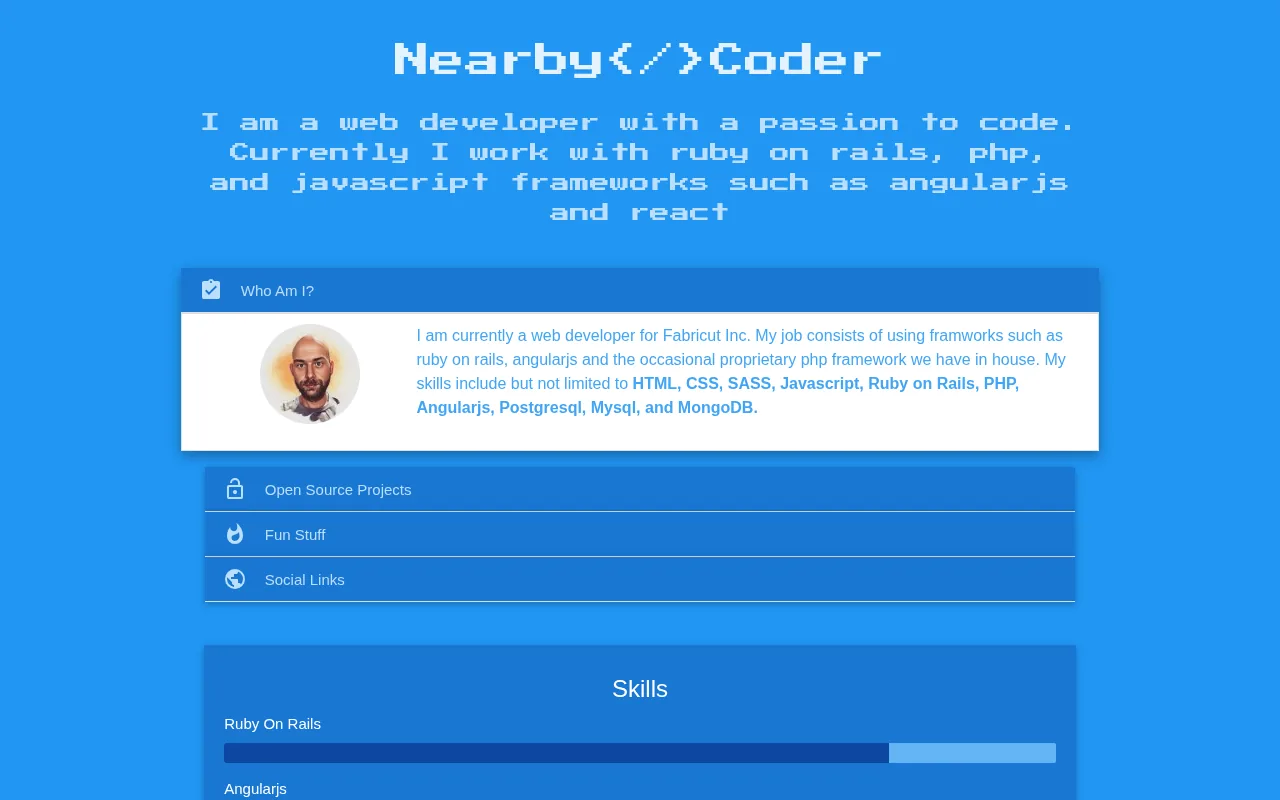 Nearby{/}Coder
I am a web developer with a passion to code.
Currently I work with ruby on rails, php,
and javascript frameworks such as angularjs
and react
Who Am I?
I am currently a web developer for Fabricut Inc. My job consists of using framworks such as
ruby on rails, angularjs and the occasional proprietary php framework we have in house. My
skills include but not limited to HTML, CSS, SASS, Javascript, Ruby on Rails, PHP,
Angularjs, Postgresql, Mysql, and MongoDB.
Open Source Projects
Fun Stuff
Social Links
Skills
Ruby On Rails
Angularjs